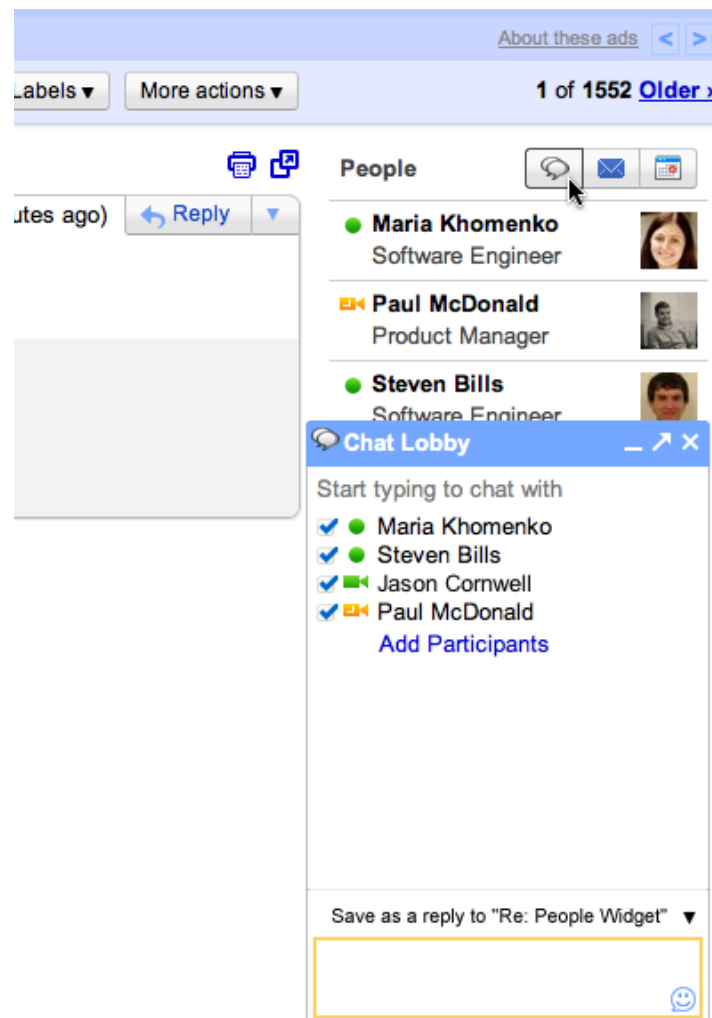 About these ads < >
Labels ▼ More actions ▼ 1 of 1552 Older ›
People
utes ago) Reply ▼
Maria Khomenko
Software Engineer
Paul McDonald
Product Manager
Steven Bills
Software Engineer
Chat Lobby
Start typing to chat with
Maria Khomenko
Steven Bills
Jason Cornwell
Paul McDonald
Add Participants
Save as a reply to "Re: People Widget" ▼